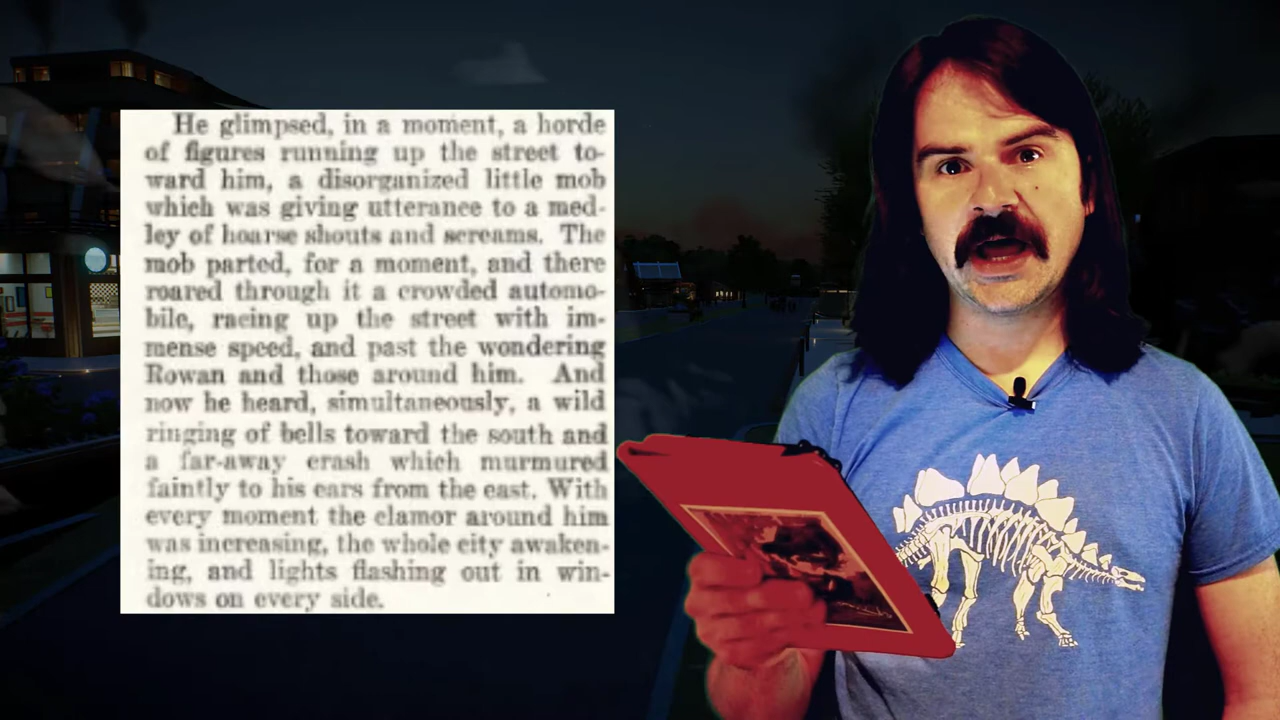 He glimpsed, in a moment, a horde
of figures running up the street to-
ward him, a disorganized little mob
which was giving utterance to a med-
ley of hoarse shouts and screams. The
mob parted, for a moment, and there
roared through it a crowded automo-
bile, racing up the street with im-
mense speed, and past the wondering
Rowan and those around him. And
now he heard, simultaneously, a wild
ringing of bells toward the south and
a far-away crash which murmured
faintly to his ears from the east. With
every moment the clamor around him
was increasing, the whole city awaken-
ing, and lights flashing out in win-
dows on every side.